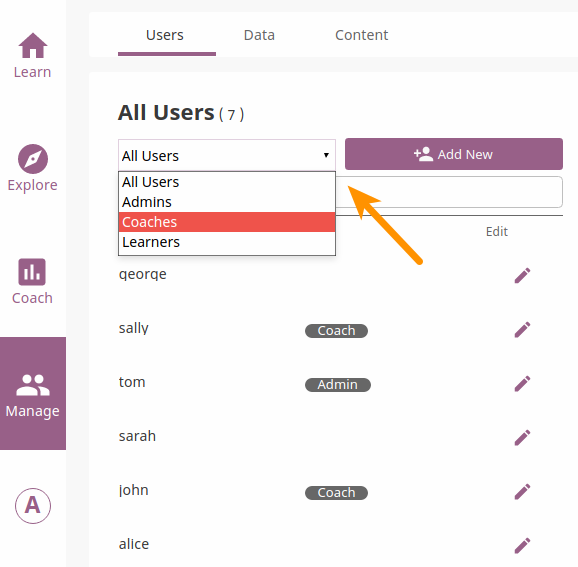 Users Data Content
Learn
Explore
Coach
Manage
A
All Users ( 7 )
All Users
Add New
All Users
Admins
Coaches
Learners
Edit
george
sally Coach
tom Admin
sarah
john Coach
alice